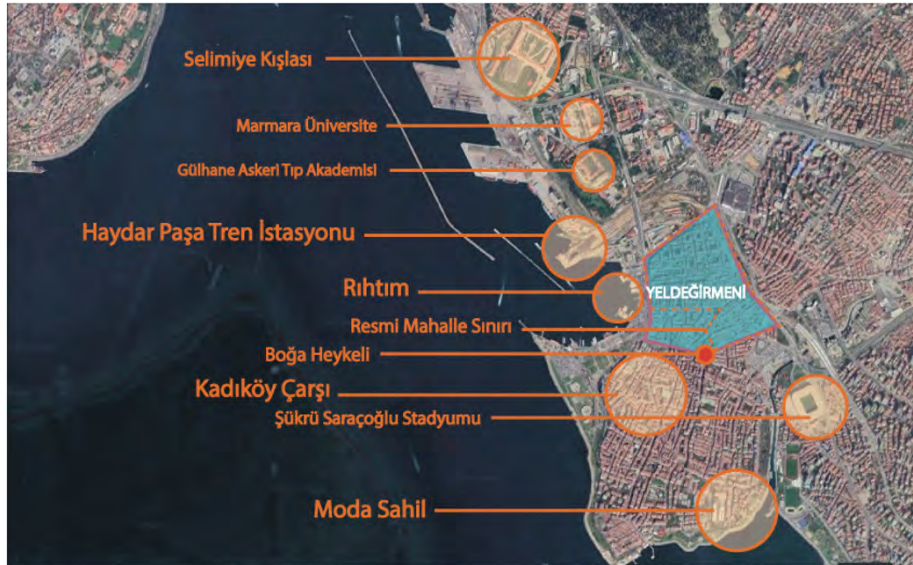 Selimiye Kışlası
Marmara Üniversite
Gülhane Askeri Tıp Akademisi
Haydar Paşa Tren İstasyonu
Rıhtım
YELDEĞİRMENİ
Resmi Mahalle Sınırı
Boğa Heykeli
Kadıköy Çarşı
Şükrü Saraçoğlu Stadyumu
Moda Sahil